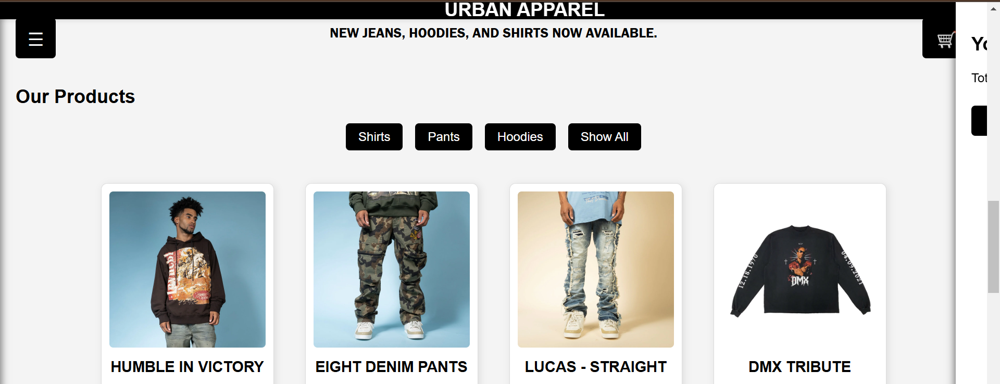 URBAN APPAREL
NEW JEANS, HOODIES, AND SHIRTS NOW AVAILABLE.
Our Products
Shirts
Pants
Hoodies
Show All
Tot
12.18.1970
04.09.2021
DMX
HUMBLE IN VICTORY
EIGHT DENIM PANTS
LUCAS - STRAIGHT
DMX TRIBUTE